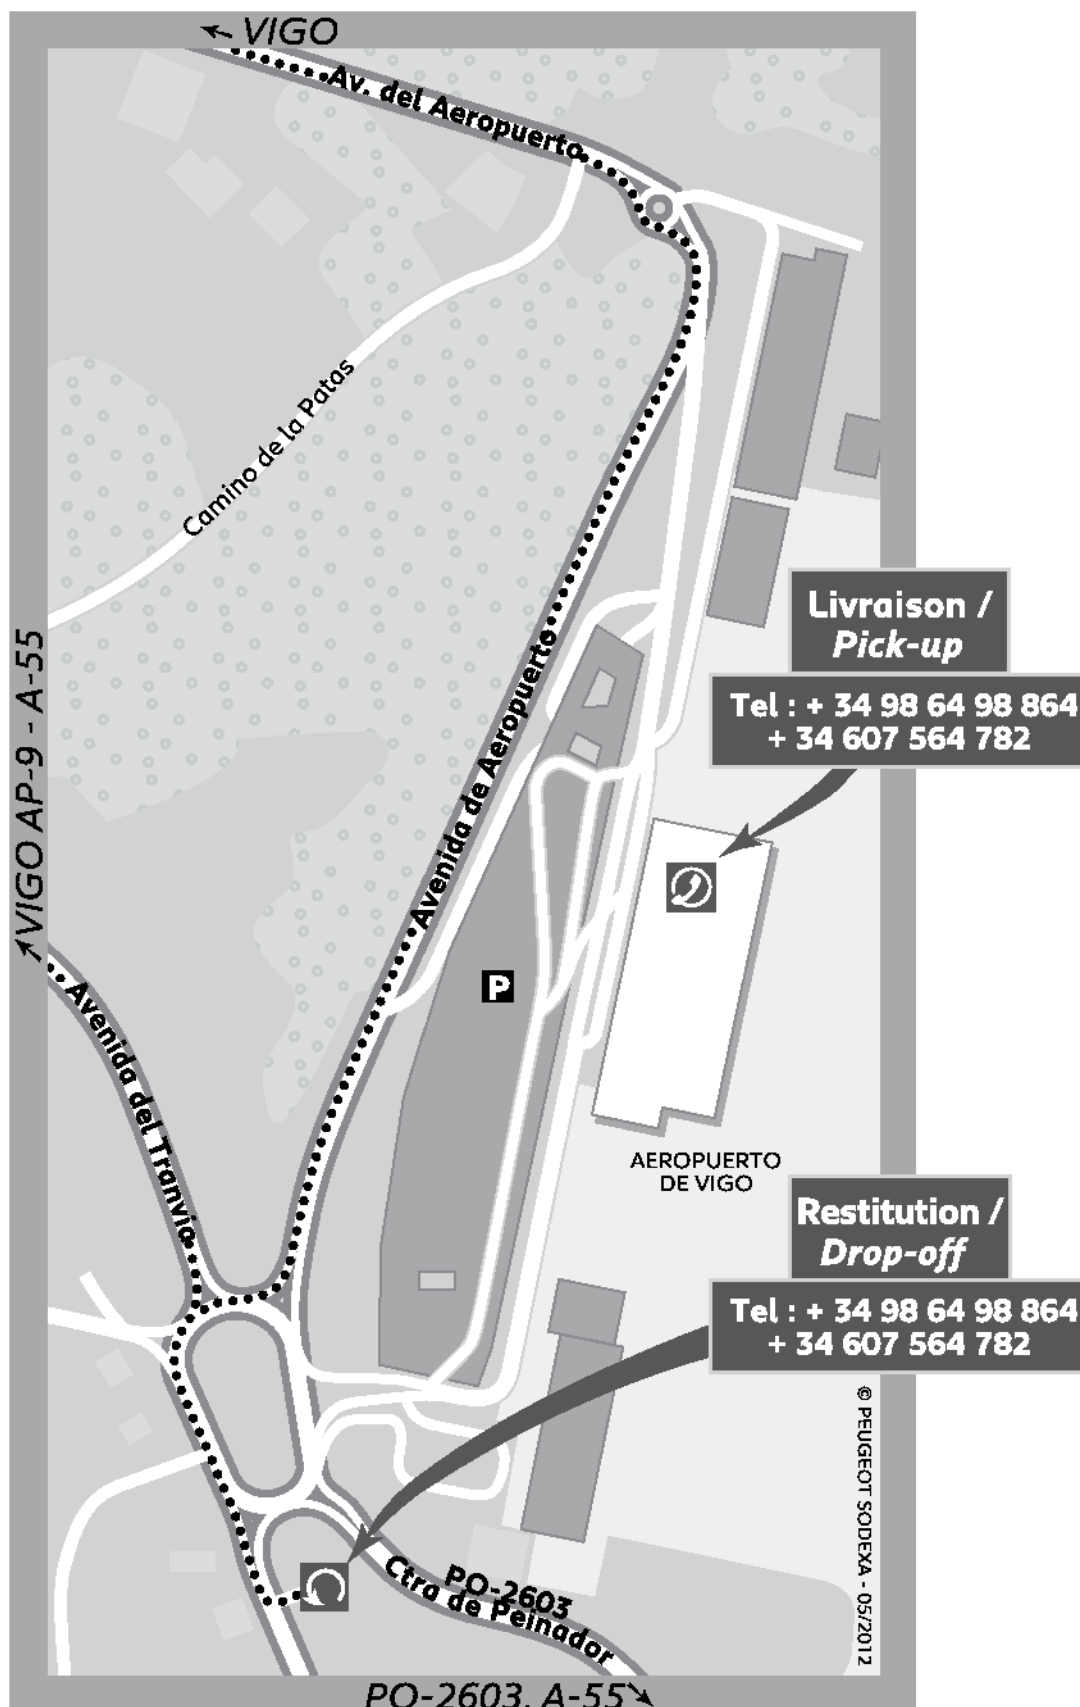 ← VIGO
Av. del Aeropuerto
Camino de la Patas
Livraison /
Pick-up
Tel : + 34 98 64 98 864
+ 34 607 564 782
Avenida de Aeropuerto
VIGO AP-9 - A-55
P
Avenida del Tranvia
AEROPUERTO
DE VIGO
Restitution /
Drop-off
Tel : + 34 98 64 98 864
+ 34 607 564 782
© PEUGEOT SODEXA - 05/2012
PO-2603
Ctra de Peinador
PO-2603, A-55